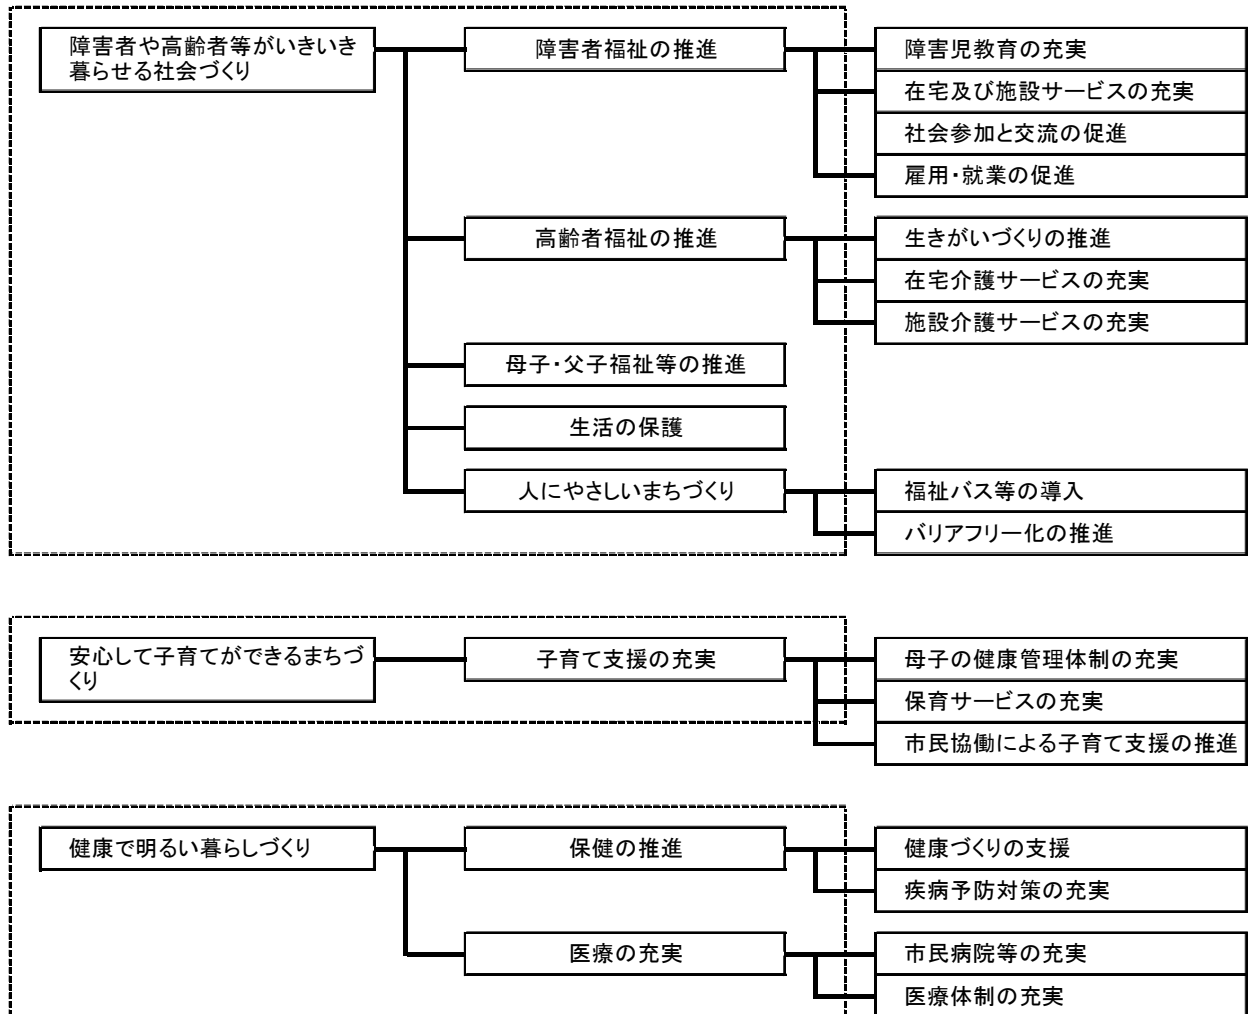 障害者や高齢者等がいきいき
暮らせる社会づくり
障害者福祉の推進
障害児教育の充実
在宅及び施設サービスの充実
社会参加と交流の促進
雇用・就業の促進
高齢者福祉の推進
生きがいづくりの推進
在宅介護サービスの充実
施設介護サービスの充実
母子・父子福祉等の推進
生活の保護
人にやさしいまちづくり
福祉バス等の導入
バリアフリー化の推進
安心して子育てができるまちづ
くり
子育て支援の充実
母子の健康管理体制の充実
保育サービスの充実
市民協働による子育て支援の推進
健康で明るい暮らしづくり
保健の推進
健康づくりの支援
疾病予防対策の充実
医療の充実
市民病院等の充実
医療体制の充実